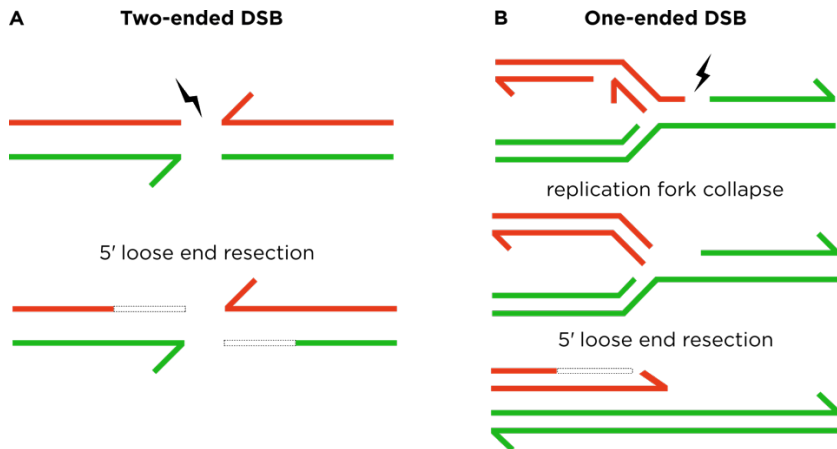 A
Two-ended DSB
5' loose end resection
B
One-ended DSB
replication fork collapse
5' loose end resection